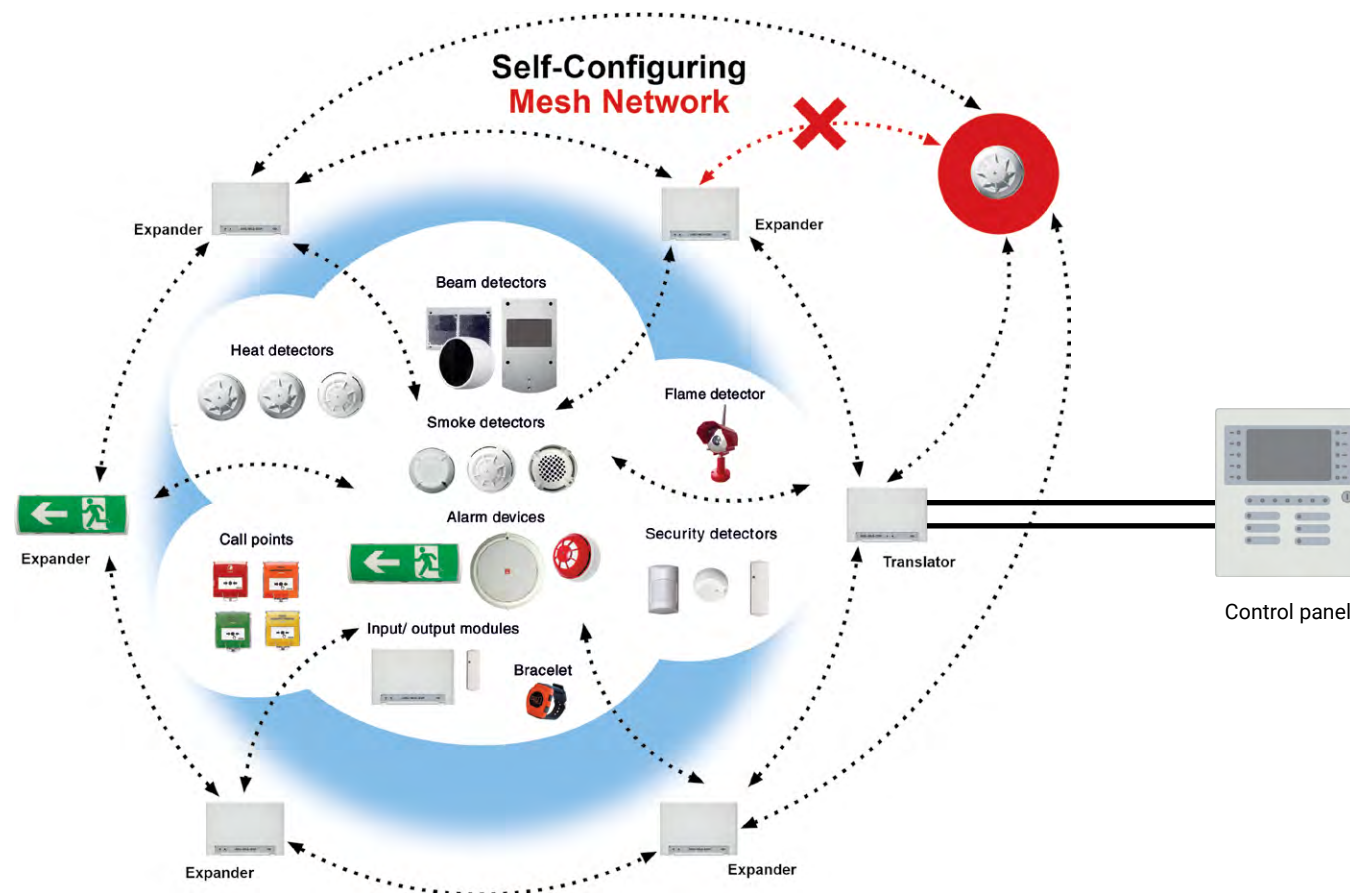 Self-Configuring
Mesh Network
Expander
Expander
Beam detectors
Heat detectors
Flame detector
Smoke detectors
Expander
Call points
Alarm devices
Security detectors
Translator
Control panel
Input/ output modules
Bracelet
Expander
Expander